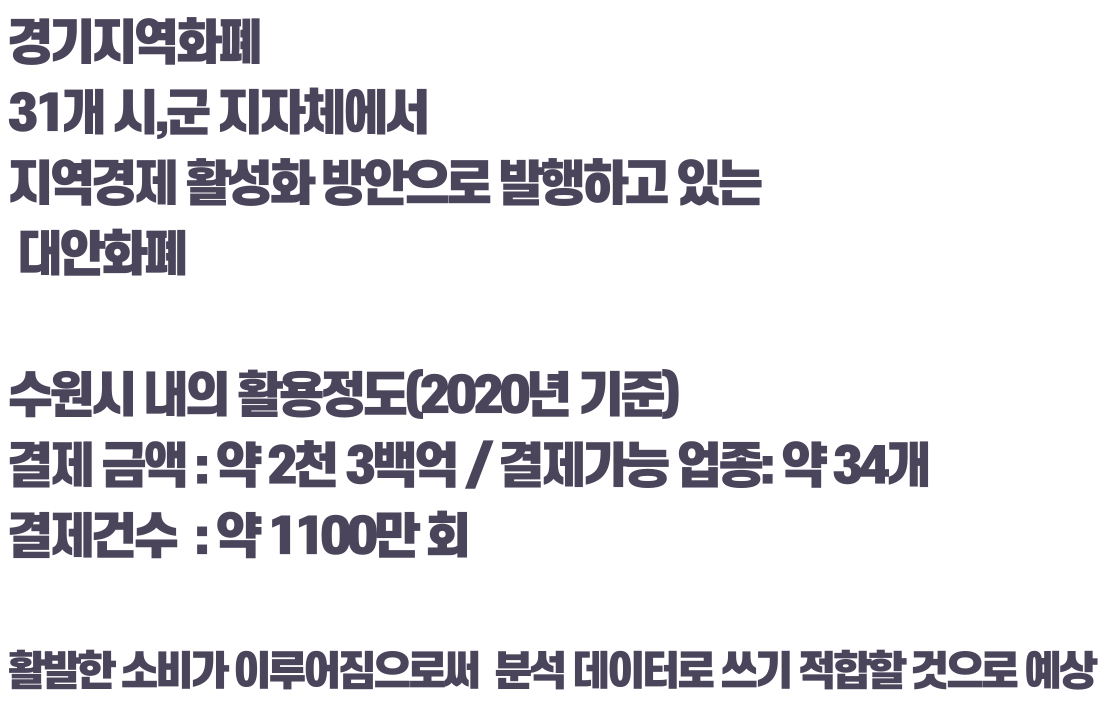 경기지역화폐
31개 시,군 지자체에서
지역경제 활성화 방안으로 발행하고 있는
대안화폐
수원시 내의 활용정도(2020년 기준)
결제 금액 : 약 2천 3백억 / 결제가능 업종: 약 34개
결제건수 : 약 1100만 회
활발한 소비가 이루어짐으로써 분석 데이터로 쓰기 적합할 것으로 예상